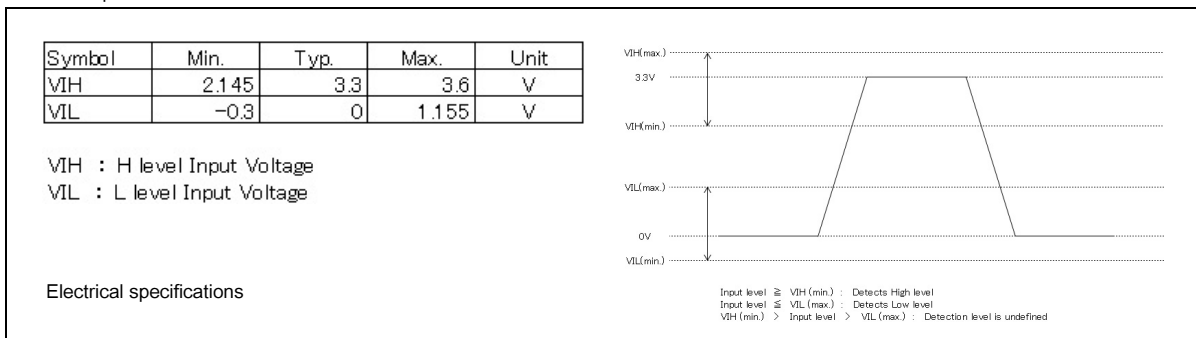 Symbol Min. Typ. Max. Unit
VIH 2.145 3.3 3.6 V
VIL -0.3 0 1.155 V
VIH : H level Input Voltage
VIL : L level Input Voltage
Electrical specifications
VIH(max.)
3.3V
VIH(min.)
VIL(max.)
0V
VIL(min.)
Input level ≧ VIH (min.) : Detects High level
Input level ≦ VIL (max.) : Detects Low level
VIH (min.) > Input level > VIL (max.) : Detection level is undefined